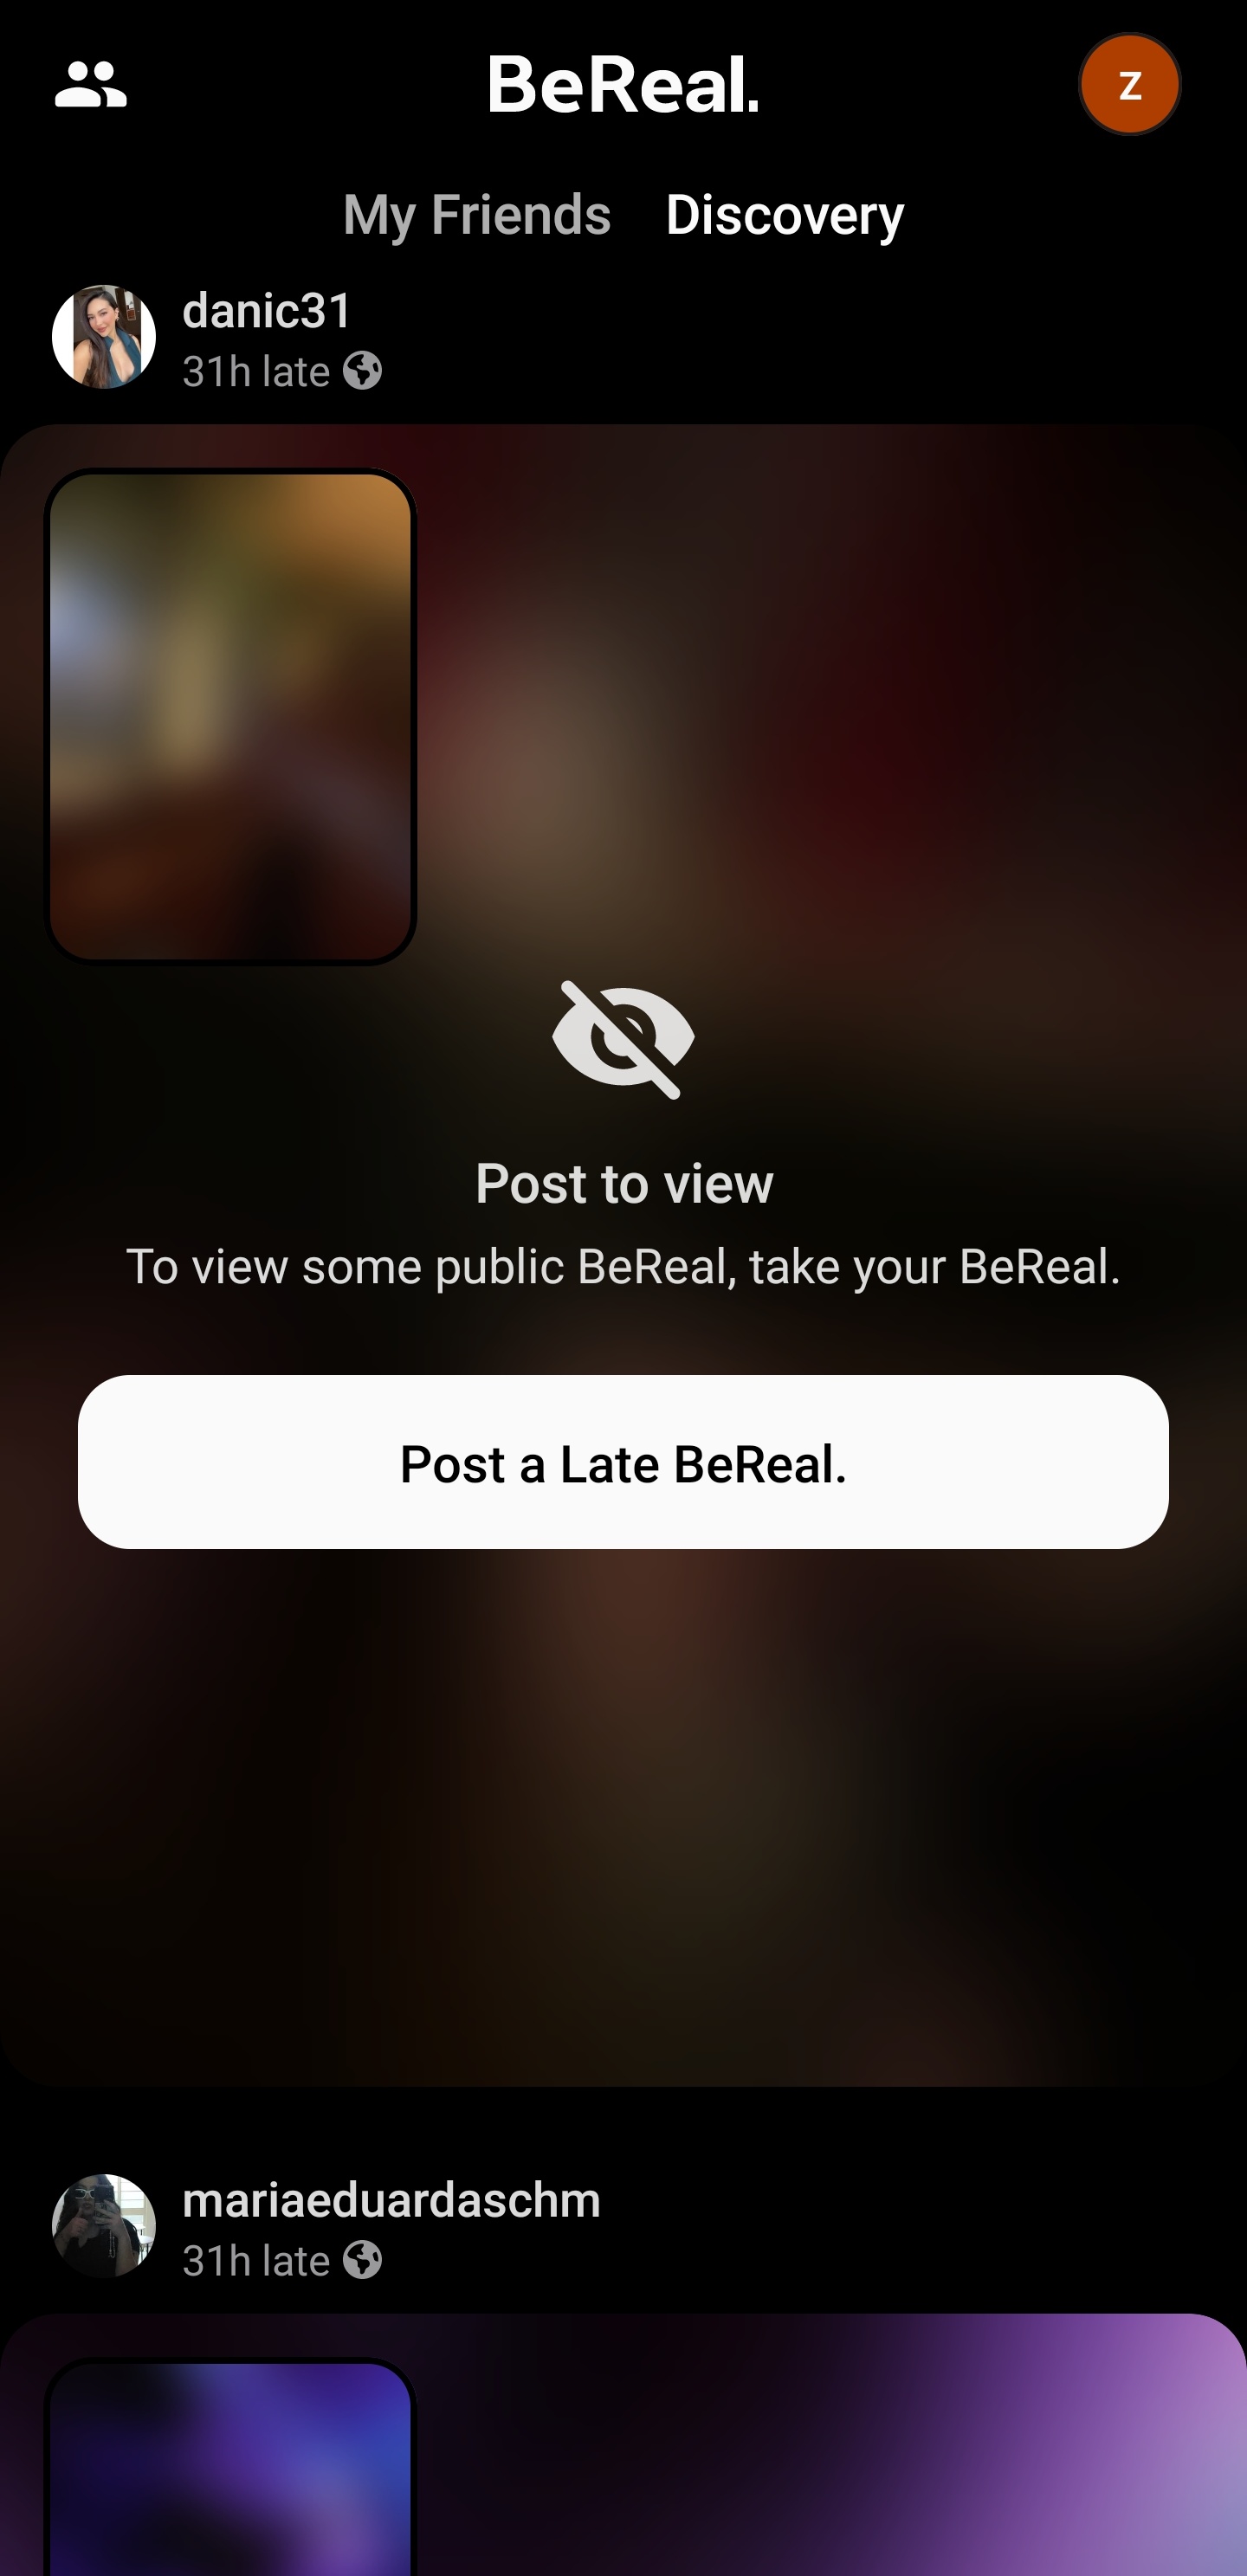 BeReal.
Z
My Friends Discovery
danic31
31h late
Post to view
To view some public BeReal, take your BeReal.
Post a Late BeReal.
mariaeduardaschm
31h late